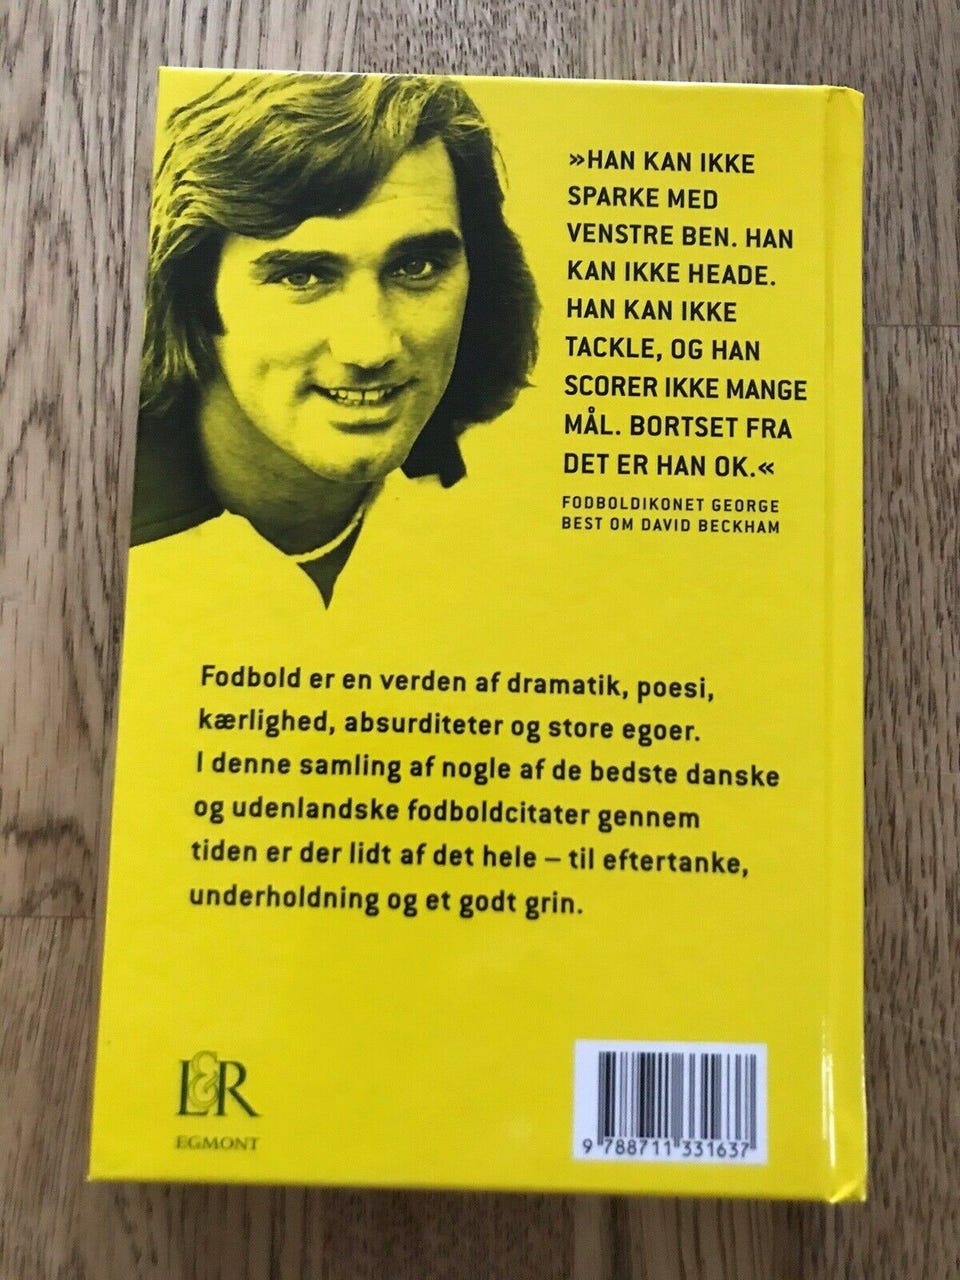 »HAN KAN IKKE
SPARKE MED
VENSTRE BEN. HAN
KAN IKKE HEADE.
HAN KAN IKKE
TACKLE, OG HAN
SCORER IKKE MANGE
MÅL. BORTSET FRA
DET ER HAN OK.«
FODBOLDIKONET GEORGE
BEST OM DAVID BECKHAM
Fodbold er en verden af dramatik, poesi,
kærlighed, absurditeter og store egoer.
I denne samling af nogle af de bedste danske
og udenlandske fodboldcitater gennem
tiden er der lidt af det hele – til eftertanke,
underholdning og et godt grin.
L&R
EGMONT
9 788711 331637